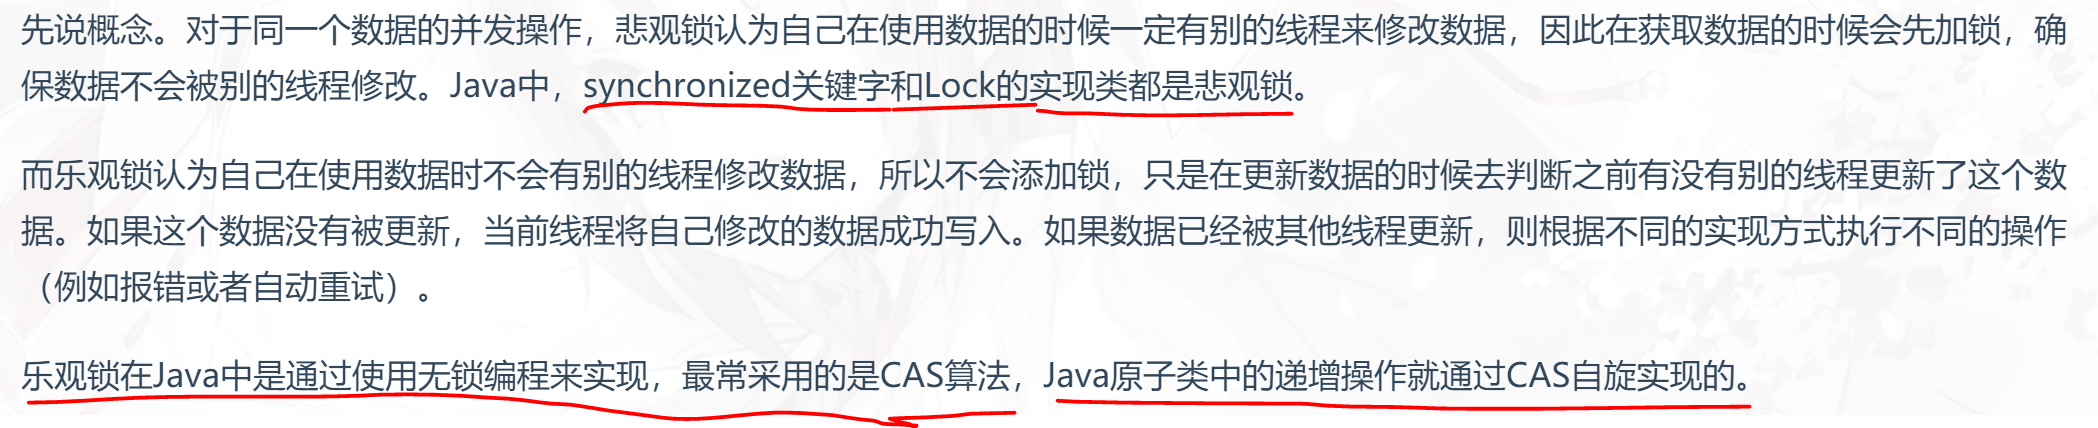 先说概念。对于同一个数据的并发操作，悲观锁认为自己在使用数据的时候一定有别的线程来修改数据，因此在获取数据的时候会先加锁，确
保数据不会被别的线程修改。Java中，synchronized关键字和Lock的实现类都是悲观锁。
而乐观锁认为自己在使用数据时不会有别的线程修改数据，所以不会添加锁，只是在更新数据的时候去判断之前有没有别的线程更新了这个数
据。如果这个数据没有被更新，当前线程将自己修改的数据成功写入。如果数据已经被其他线程更新，则根据不同的实现方式执行不同的操作
（例如报错或者自动重试）。
乐观锁在Java中是通过使用无锁编程来实现，最常采用的是CAS算法，Java原子类中的递增操作就通过CAS自旋实现的。